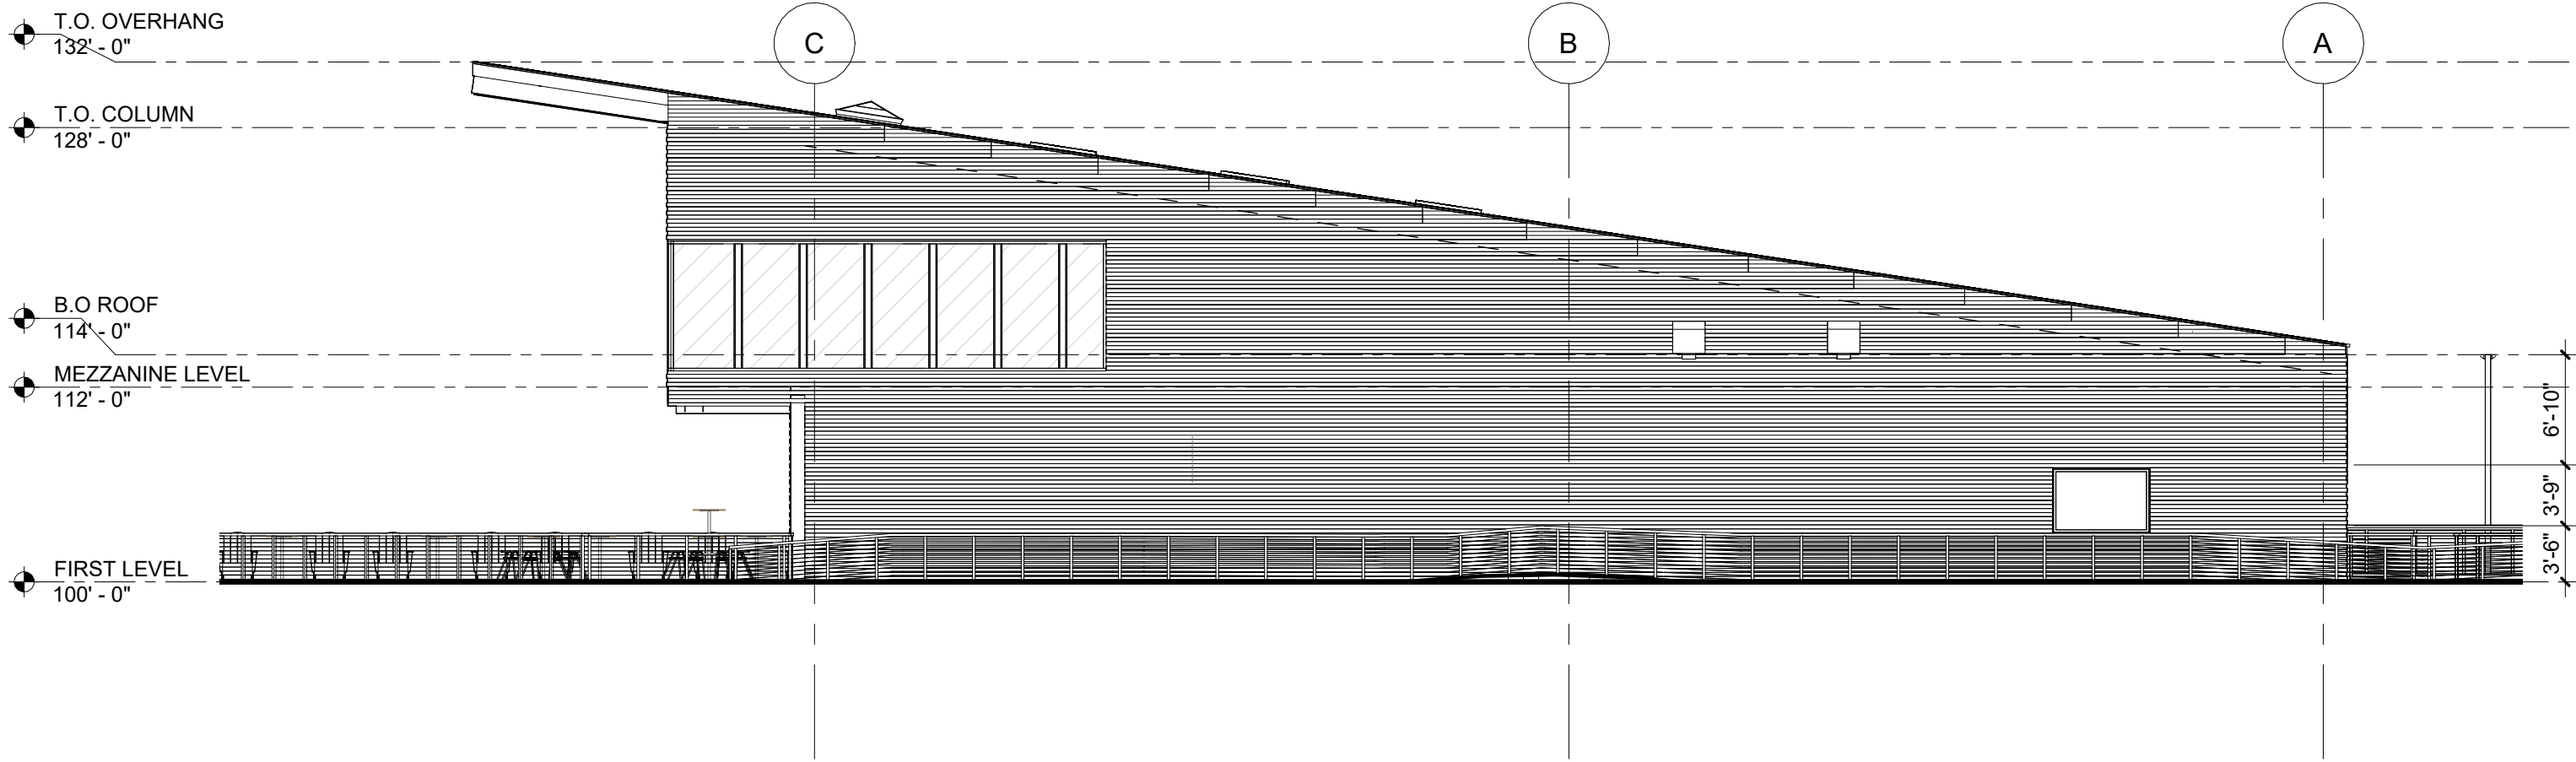 T.O. OVERHANG
132' - 0"
C
B
A
T.O. COLUMN
128' - 0"
B.O ROOF
114' - 0"
MEZZANINE LEVEL
112' - 0"
6'-10"
3'-9"
3'-6"
FIRST LEVEL
100' - 0"